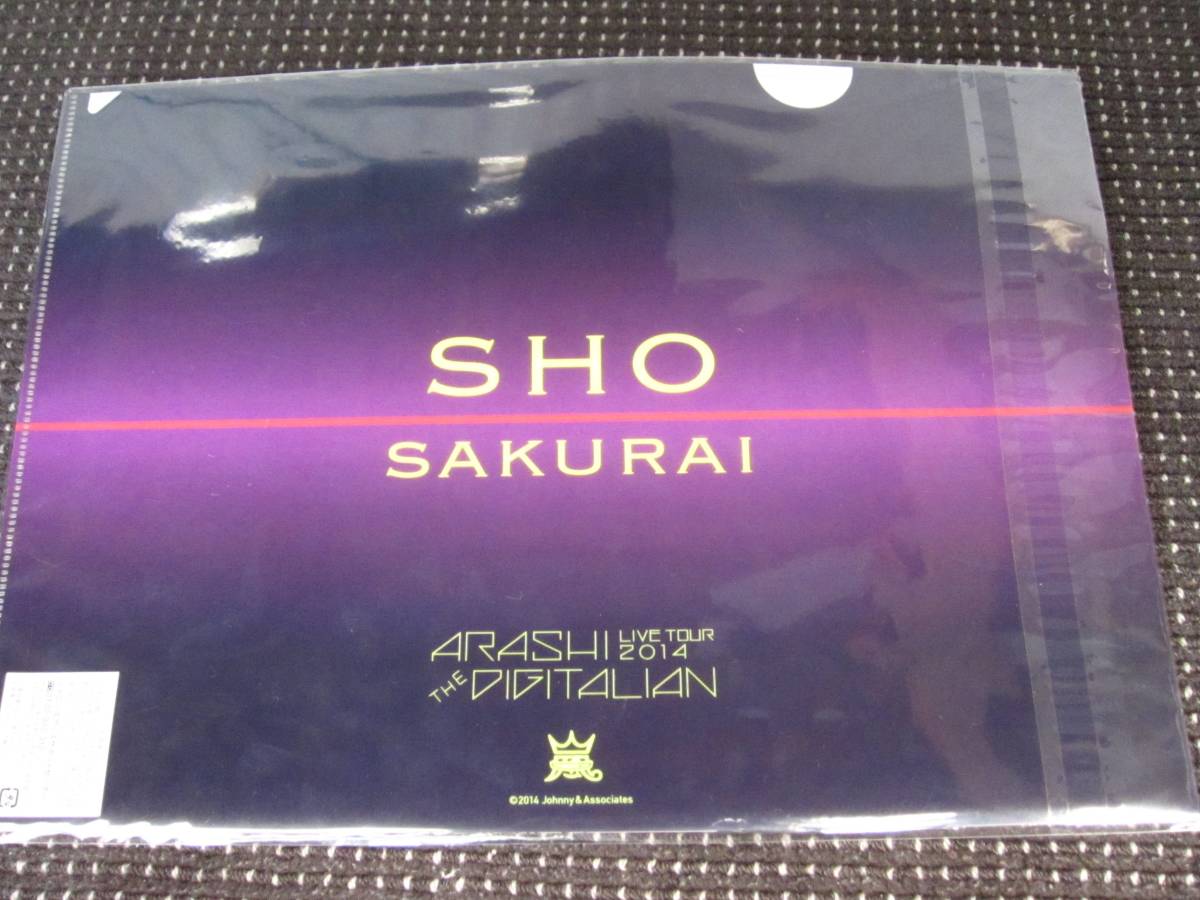 SHO
SAKURAI
ARASHI LIVE TOUR 2014
THE DIGITALIAN
©2014 Johnny & Associates